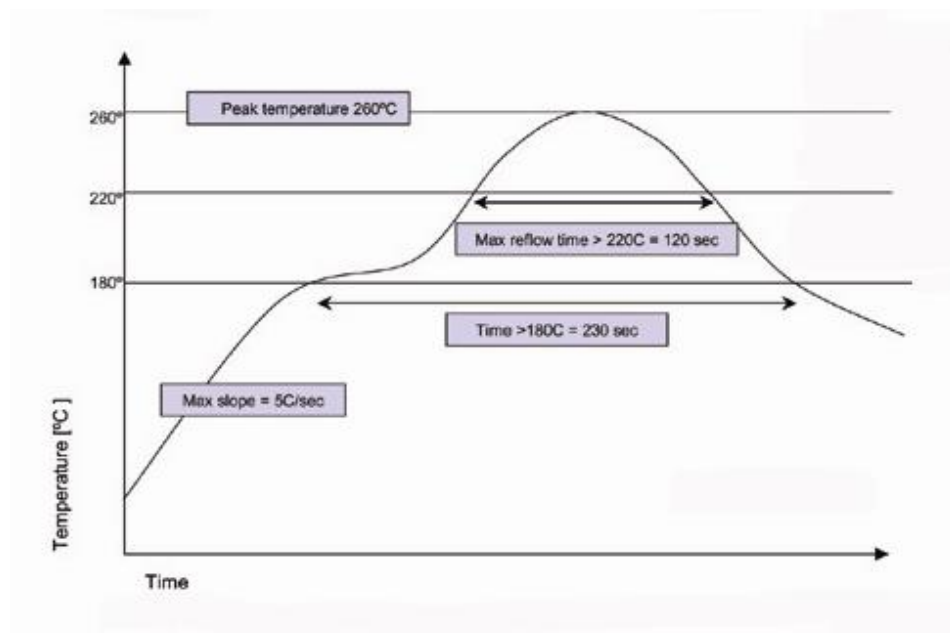 Peak temperature 260ºC
260º
220º
Max reflow time > 220C = 120 sec
180º
Time >180C = 230 sec
Max slope = 5C/sec
Temperature [ºC ]
Time